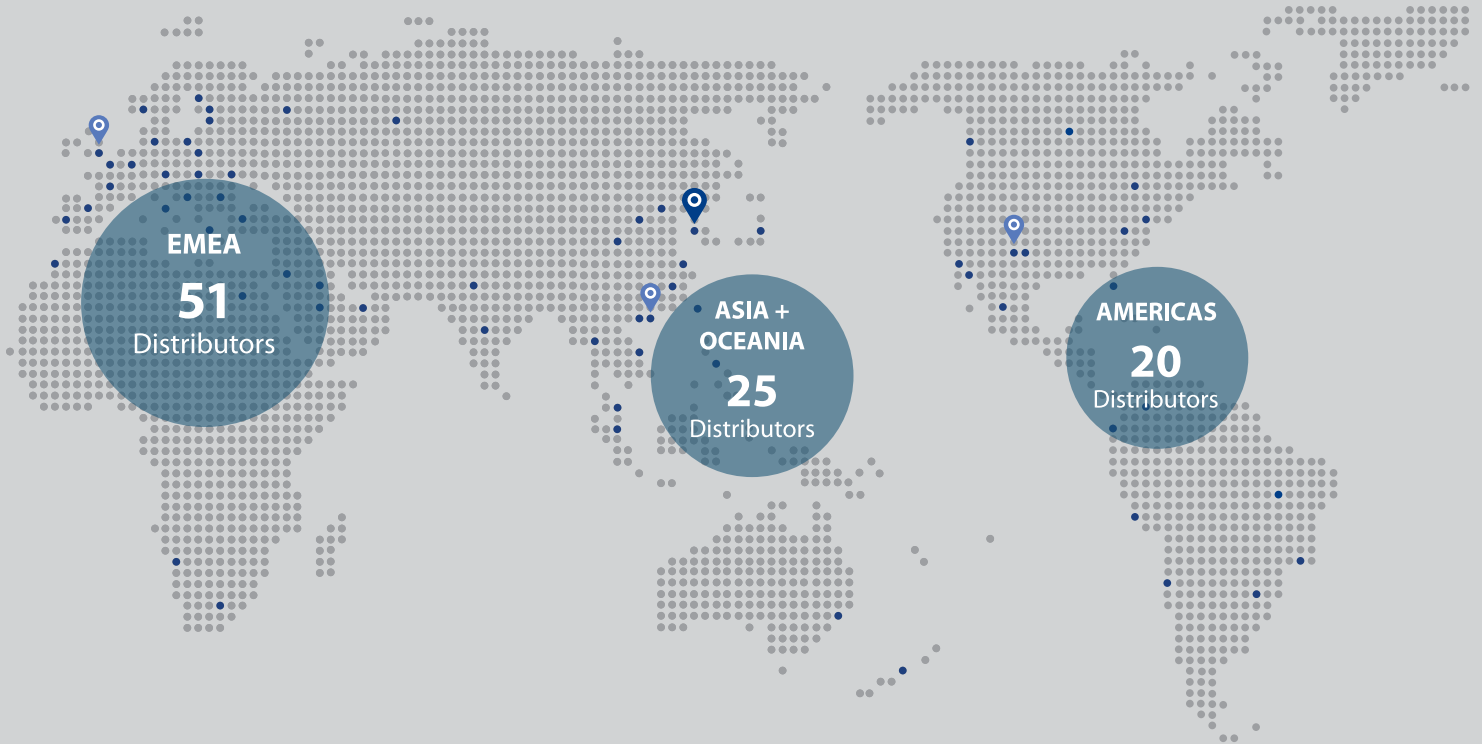 EMEA
51
Distributors
ASIA +
OCEANIA
25
Distributors
AMERICAS
20
Distributors